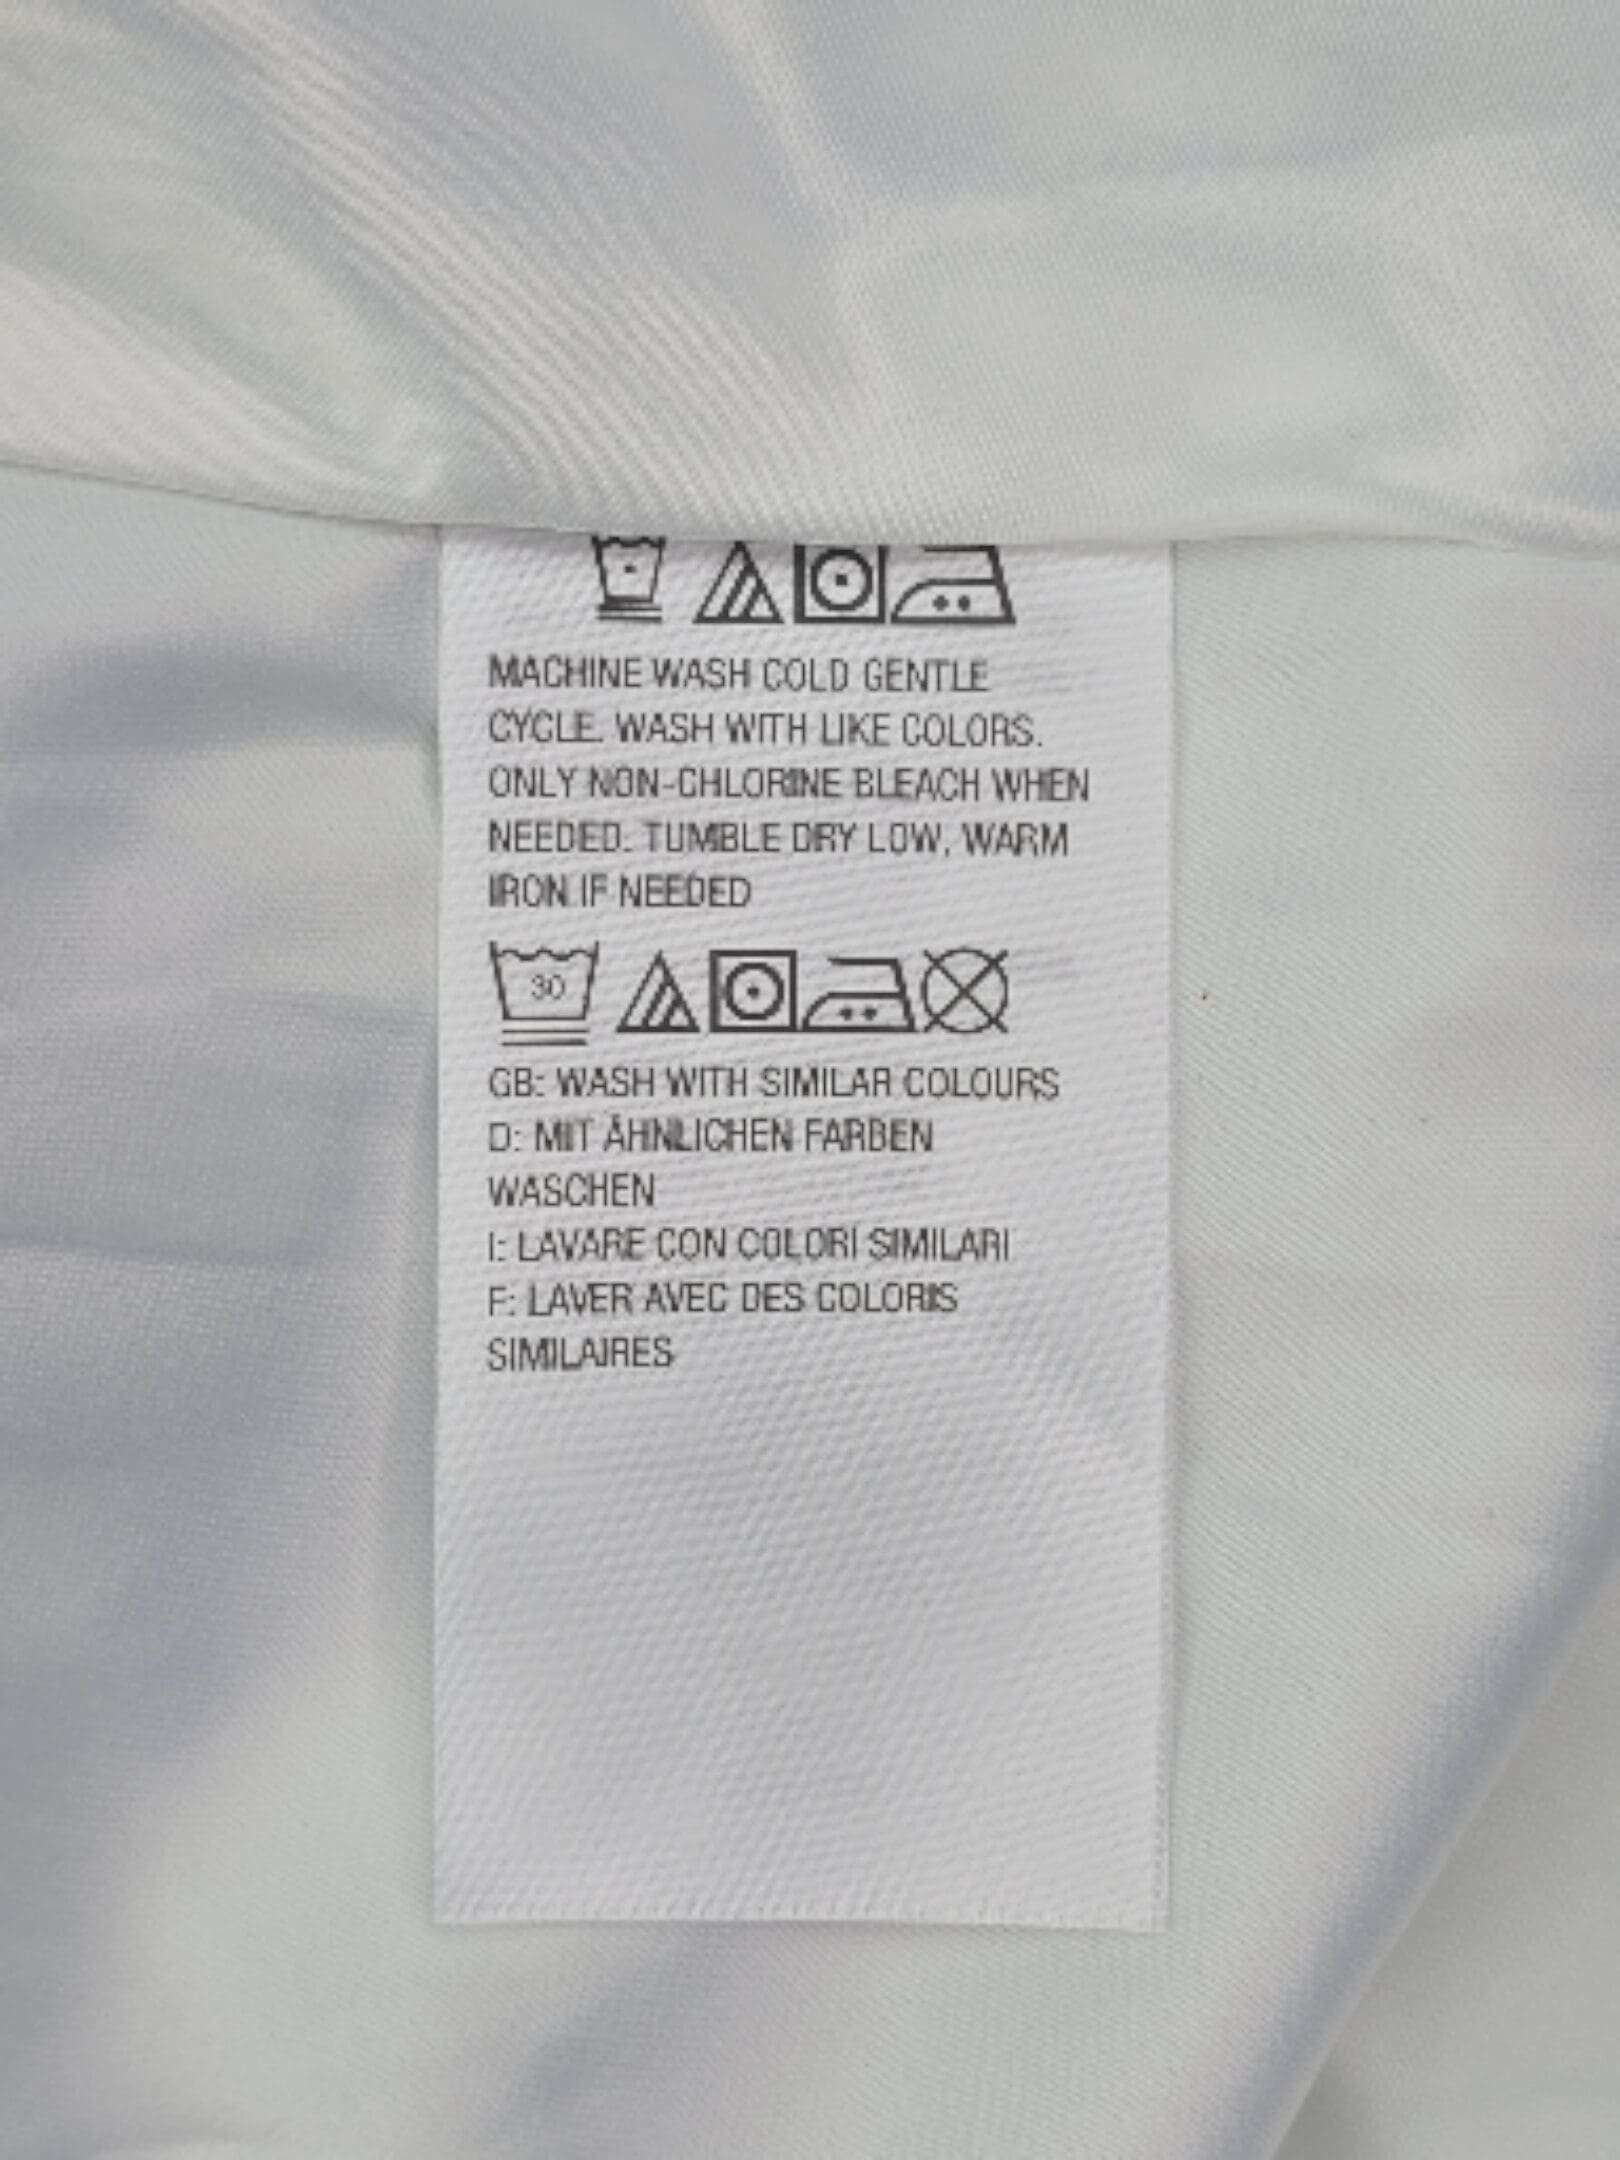 MACHINE WASH COLD GENTLE
CYCLE. WASH WITH LIKE COLORS.
ONLY NON-CHLORINE BLEACH WHEN
NEEDED. TUMBLE DRY LOW, WARM
IRON IF NEEDED
30
GB: WASH WITH SIMILAR COLOURS
D: MIT ÄHNLICHEN FARBEN
WASCHEN
I: LAVARE CON COLORI SIMILARI
F: LAVER AVEC DES COLORIS
SIMILAIRES